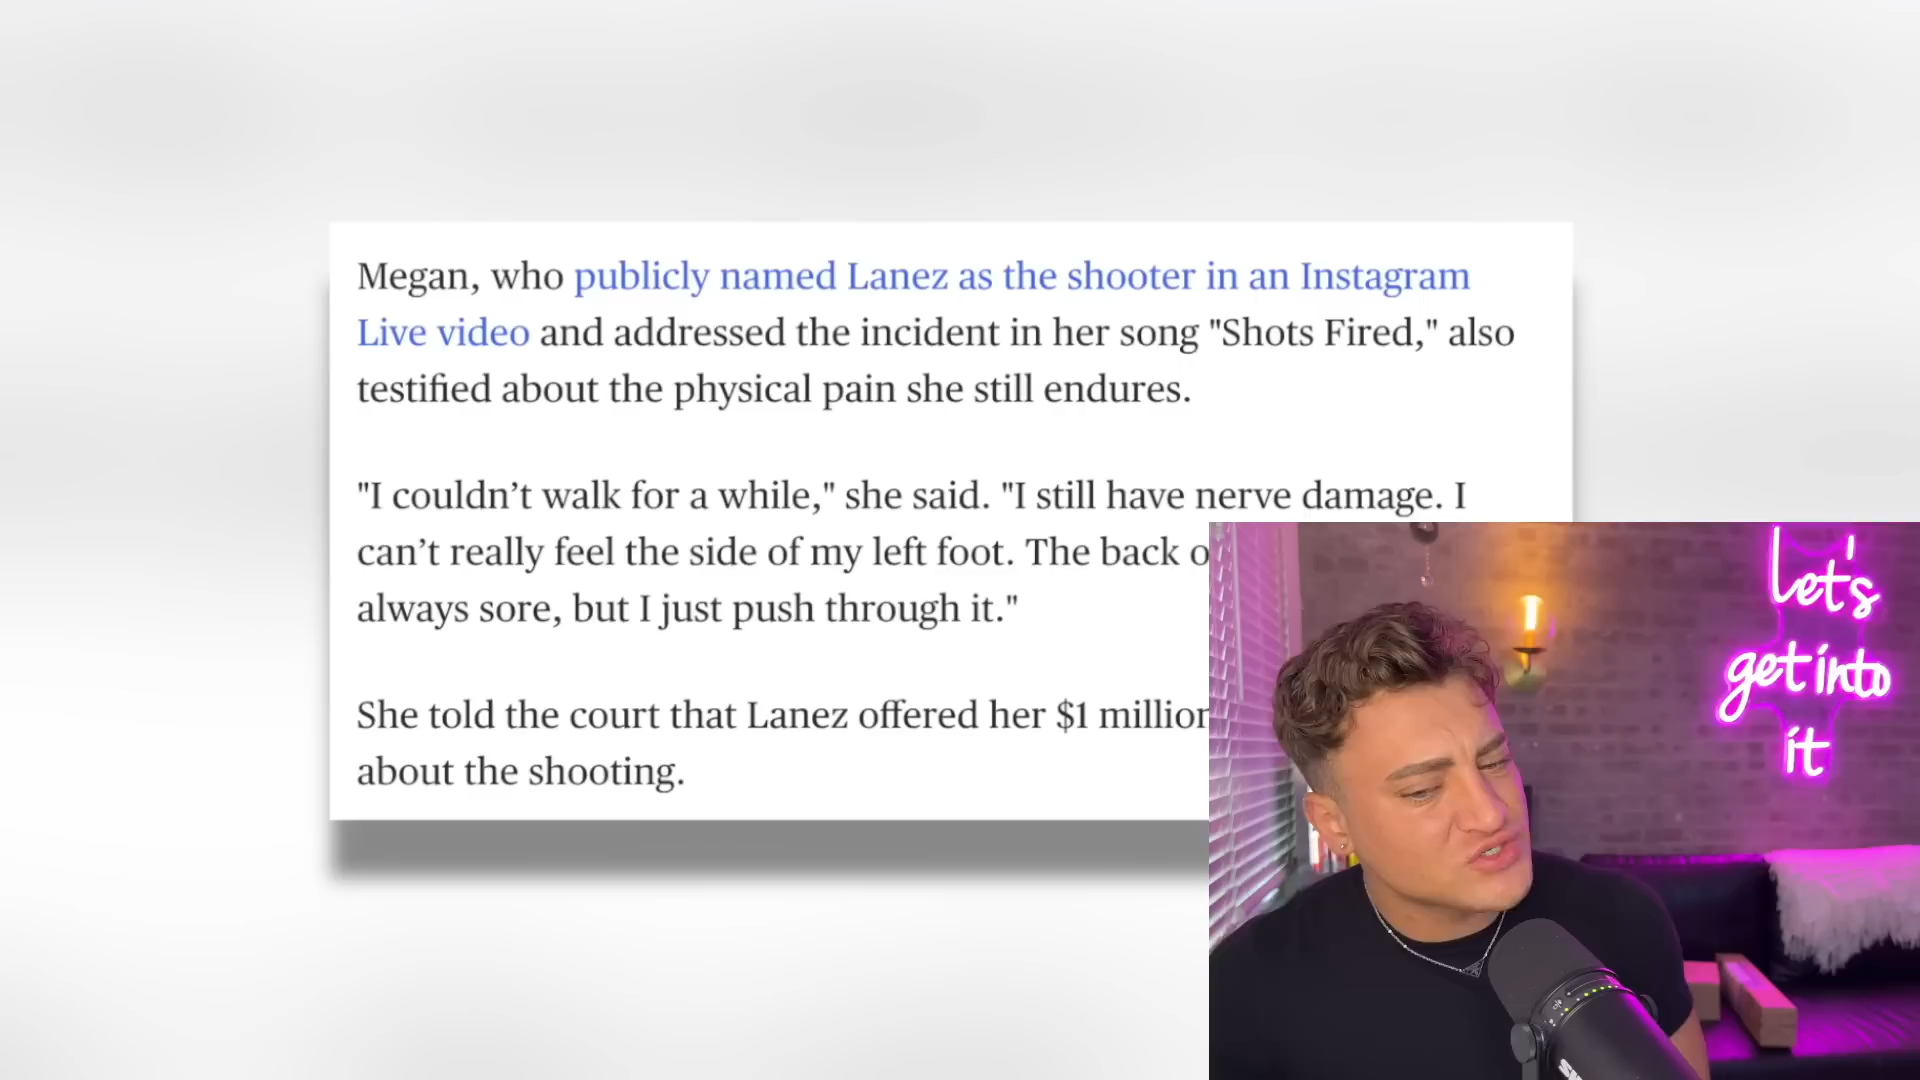 Megan, who publicly named Lanez as the shooter in an Instagram
Live video and addressed the incident in her song "Shots Fired," also
testified about the physical pain she still endures.
"I couldn’t walk for a while," she said. "I still have nerve damage. I
can’t really feel the side of my left foot. The back
always sore, but I just push through it."
She told the court that Lanez offered her $1 million
about the shooting.
Let's
get into
it